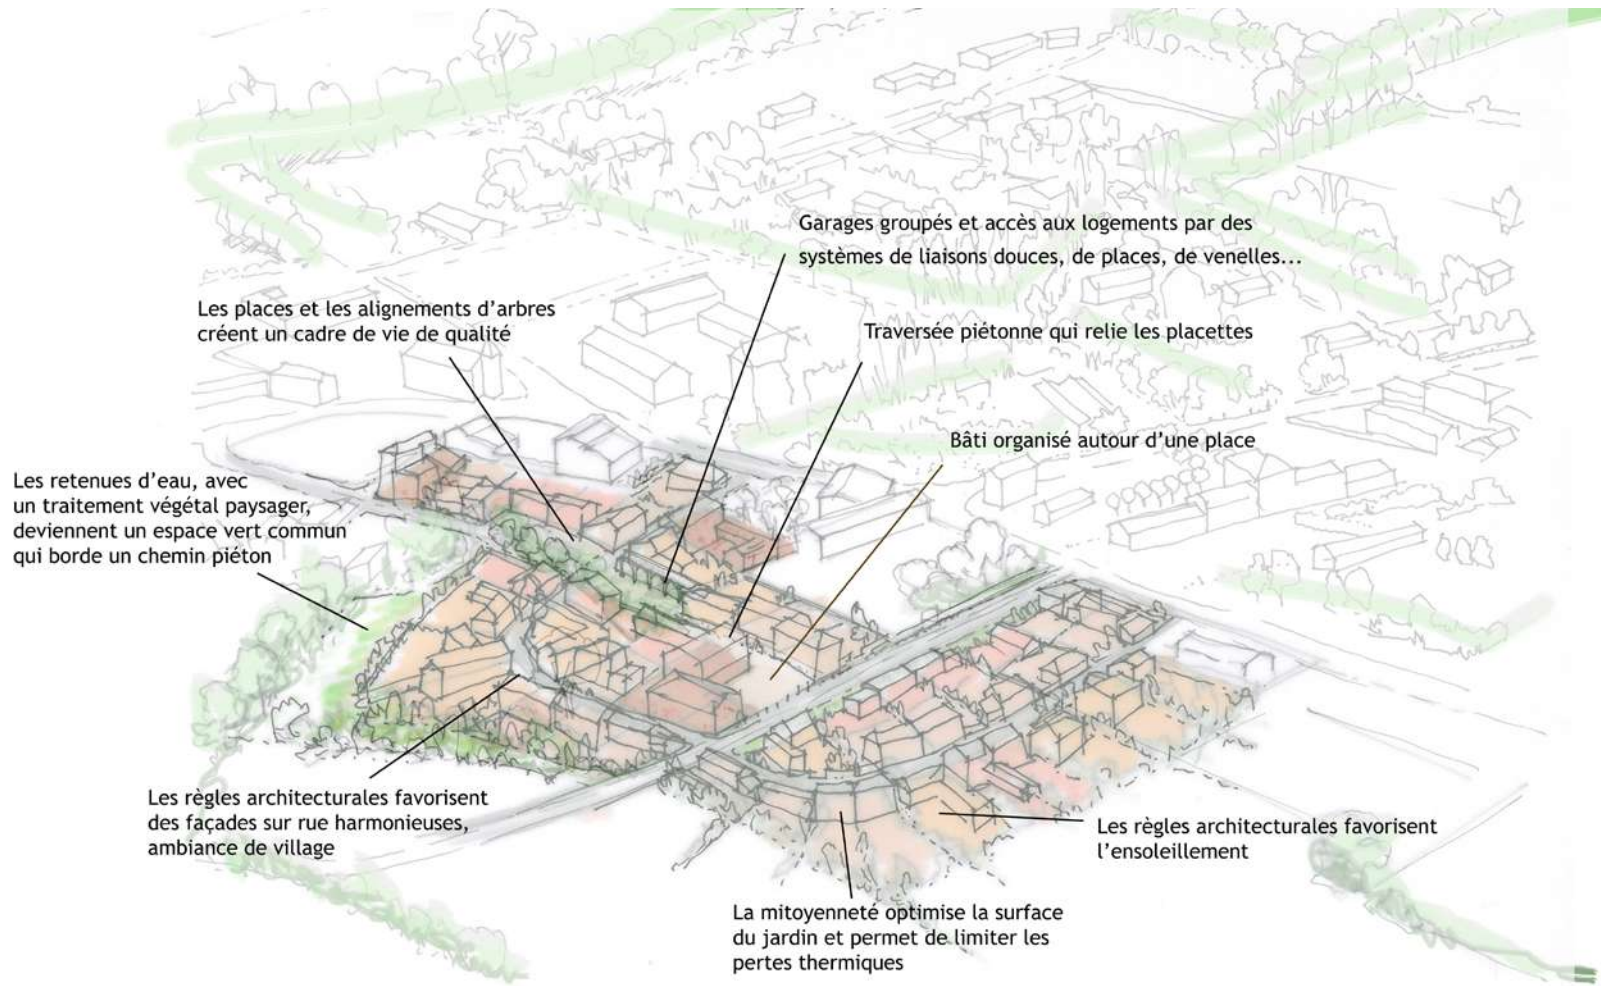 Garages groupés et accès aux logements par des
systèmes de liaisons douces, de places, de venelles...
Les places et les alignements d'arbres
créent un cadre de vie de qualité
Traversée piétonne qui relie les placettes
Bâti organisé autour d'une place
Les retenues d'eau, avec
un traitement végétal paysager,
deviennent un espace vert commun
qui borde un chemin piéton
Les règles architecturales favorisent
des façades sur rue harmonieuses,
ambiance de village
Les règles architecturales favorisent
l'ensoleillement
La mitoyenneté optimise la surface
du jardin et permet de limiter les
pertes thermiques